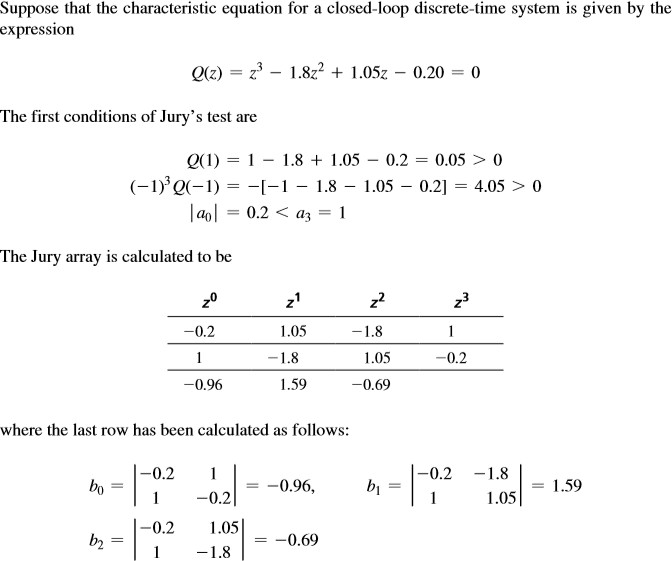 Suppose that the characteristic equation for a closed-loop discrete-time system is given by the
expression
Q(z) = z³ − 1.8z² + 1.05z − 0.20 = 0
The first conditions of Jury's test are
Q(1) = 1 − 1.8 + 1.05 − 0.2 = 0.05 > 0
(−1)³Q(−1) = −[−1 − 1.8 − 1.05 − 0.2] = 4.05 > 0
|a₀| = 0.2 < a₃ = 1
The Jury array is calculated to be
z⁰ z¹ z² z³
−0.2 1.05 −1.8 1
1 −1.8 1.05 −0.2
−0.96 1.59 −0.69
where the last row has been calculated as follows:
b₀ = |−0.2 1; 1 −0.2| = −0.96, b₁ = |−0.2 −1.8; 1 1.05| = 1.59
b₂ = |−0.2 1.05; 1 −1.8| = −0.69